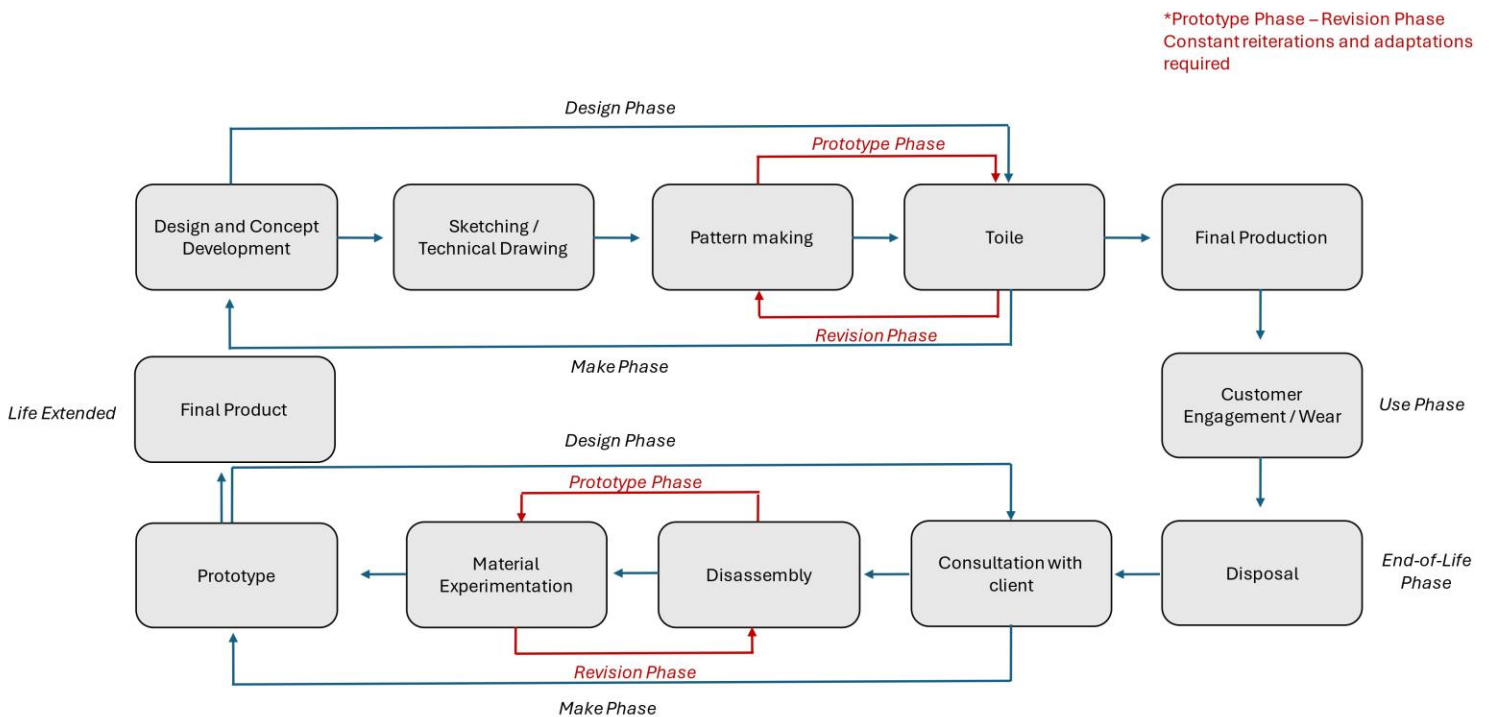 *Prototype Phase – Revision Phase
Constant reiterations and adaptations
required
Design Phase
Prototype Phase
Design and Concept
Development
Sketching /
Technical Drawing
Pattern making
Toile
Final Production
Revision Phase
Make Phase
Life Extended
Final Product
Customer
Engagement / Wear
Use Phase
Design Phase
Prototype Phase
Prototype
Material
Experimentation
Disassembly
Consultation with
client
Disposal
End-of-Life
Phase
Revision Phase
Make Phase